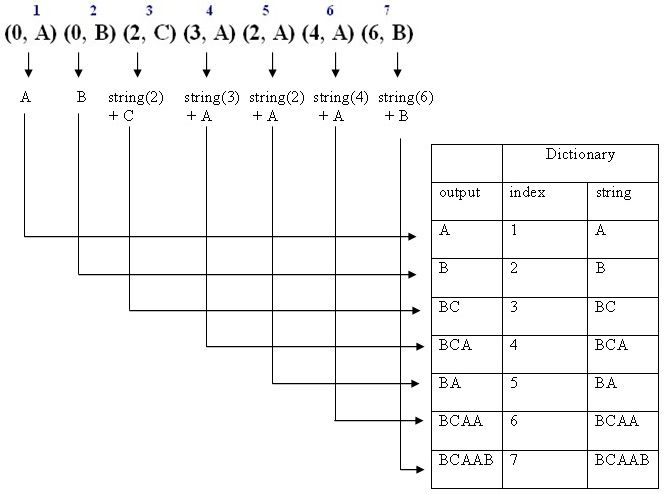 1 2 3 4 5 6 7
(0, A) (0, B) (2, C) (3, A) (2, A) (4, A) (6, B)
A B string(2) string(3) string(2) string(4) string(6)
+ C + A + A + A + B
Dictionary
output index string
A 1 A
B 2 B
BC 3 BC
BCA 4 BCA
BA 5 BA
BCAA 6 BCAA
BCAAB 7 BCAAB